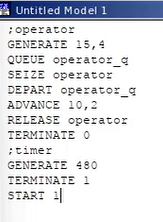 Untitled Model 1
;operator
GENERATE 15,4
QUEUE operator_q
SEIZE operator
DEPART operator_q
ADVANCE 10,2
RELEASE operator
TERMINATE 0
;timer
GENERATE 480
TERMINATE 1
START 1